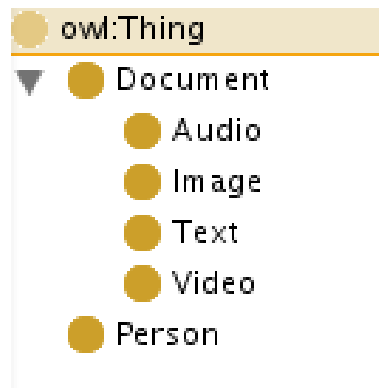 owl:Thing
Document
Audio
Image
Text
Video
Person